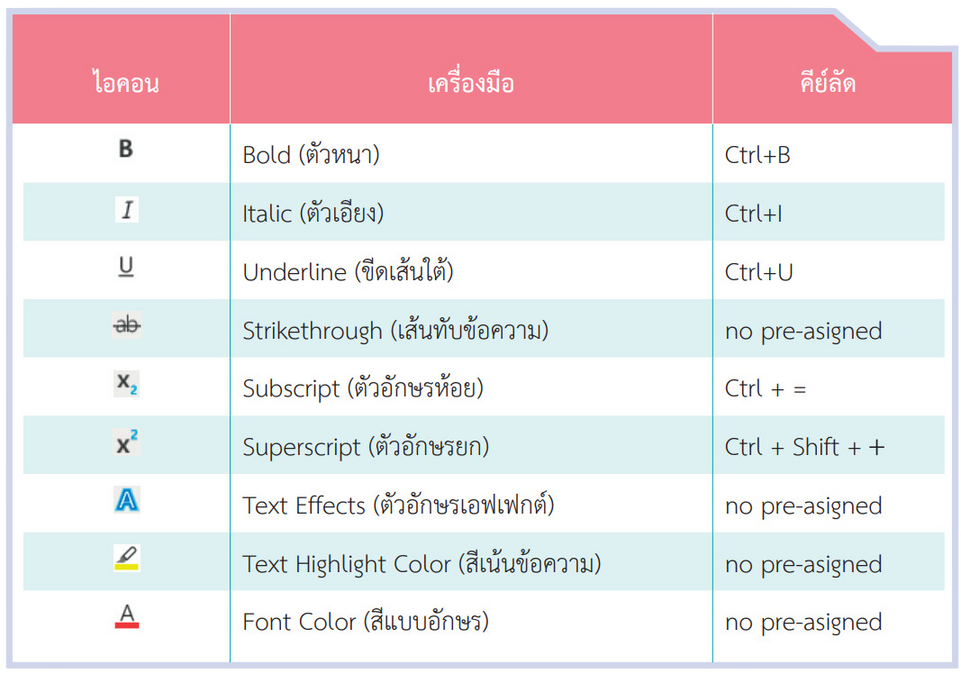 ไอคอน เครื่องมือ คีย์ลัด
B Bold (ตัวหนา) Ctrl+B
I Italic (ตัวเอียง) Ctrl+I
U Underline (ขีดเส้นใต้) Ctrl+U
ab Strikethrough (เส้นทับข้อความ) no pre-asigned
X₂ Subscript (ตัวอักษรห้อย) Ctrl + =
X² Superscript (ตัวอักษรยก) Ctrl + Shift + +
A Text Effects (ตัวอักษรเอฟเฟกต์) no pre-asigned
Text Highlight Color (สีเน้นข้อความ) no pre-asigned
A Font Color (สีแบบอักษร) no pre-asigned